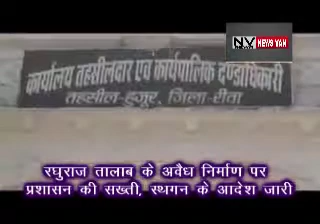 NV NEWS VAN
कार्यालय तहसीलदार एवं कार्यपालिक दण्डाधिकारी
तहसील-हुजूर, जिला-रीवा
रघुराज तालाब के अवैध निर्माण पर
प्रशासन की सख्ती, स्थगन के आदेश जारी